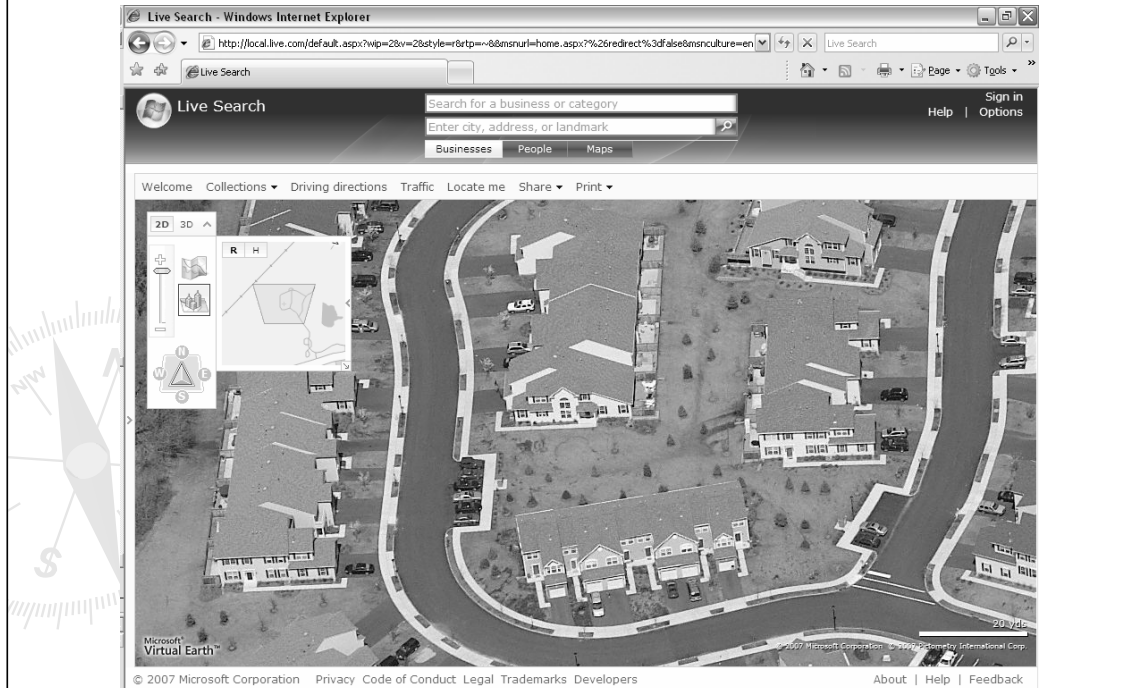 Live Search - Windows Internet Explorer
http://local.live.com/default.aspx?wip=2&v=2&style=r&rtp=~&&msnurl=home.aspx?%26redirect%3dfalse&msnculture=en
Live Search
Live Search
Page
Tools
»
Live Search
Search for a business or category
Enter city, address, or landmark
Businesses People Maps
Sign in
Help | Options
Welcome Collections Driving directions Traffic Locate me Share Print
2D 3D
R H
N
W E
S
NW
N
S
20 yds
Microsoft®
Virtual Earth™
© 2007 Microsoft Corporation © 2007 Pictometry International Corp.
© 2007 Microsoft Corporation Privacy Code of Conduct Legal Trademarks Developers
About | Help | Feedback